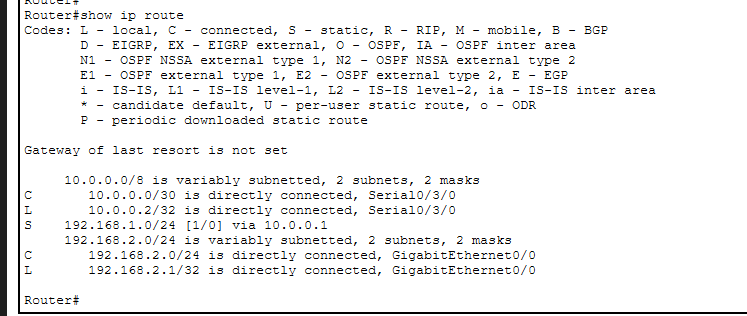 Router#
Router#show ip route
Codes: L - local, C - connected, S - static, R - RIP, M - mobile, B - BGP
D - EIGRP, EX - EIGRP external, O - OSPF, IA - OSPF inter area
N1 - OSPF NSSA external type 1, N2 - OSPF NSSA external type 2
E1 - OSPF external type 1, E2 - OSPF external type 2, E - EGP
i - IS-IS, L1 - IS-IS level-1, L2 - IS-IS level-2, ia - IS-IS inter area
* - candidate default, U - per-user static route, o - ODR
P - periodic downloaded static route
Gateway of last resort is not set
10.0.0.0/8 is variably subnetted, 2 subnets, 2 masks
C 10.0.0.0/30 is directly connected, Serial0/3/0
L 10.0.0.2/32 is directly connected, Serial0/3/0
S 192.168.1.0/24 [1/0] via 10.0.0.1
192.168.2.0/24 is variably subnetted, 2 subnets, 2 masks
C 192.168.2.0/24 is directly connected, GigabitEthernet0/0
L 192.168.2.1/32 is directly connected, GigabitEthernet0/0
Router#